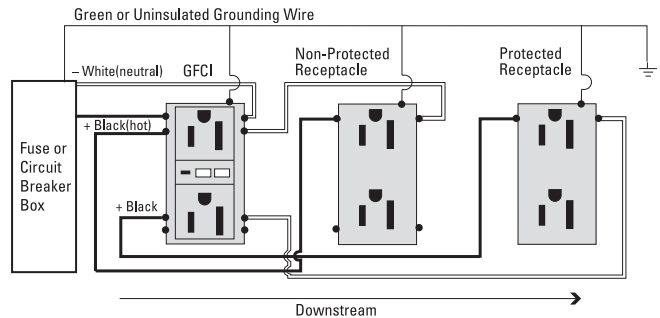 Green or Uninsulated Grounding Wire
– White(neutral)
GFCI
Non-Protected
Receptacle
Protected
Receptacle
+ Black(hot)
Fuse or
Circuit
Breaker
Box
+ Black
Downstream